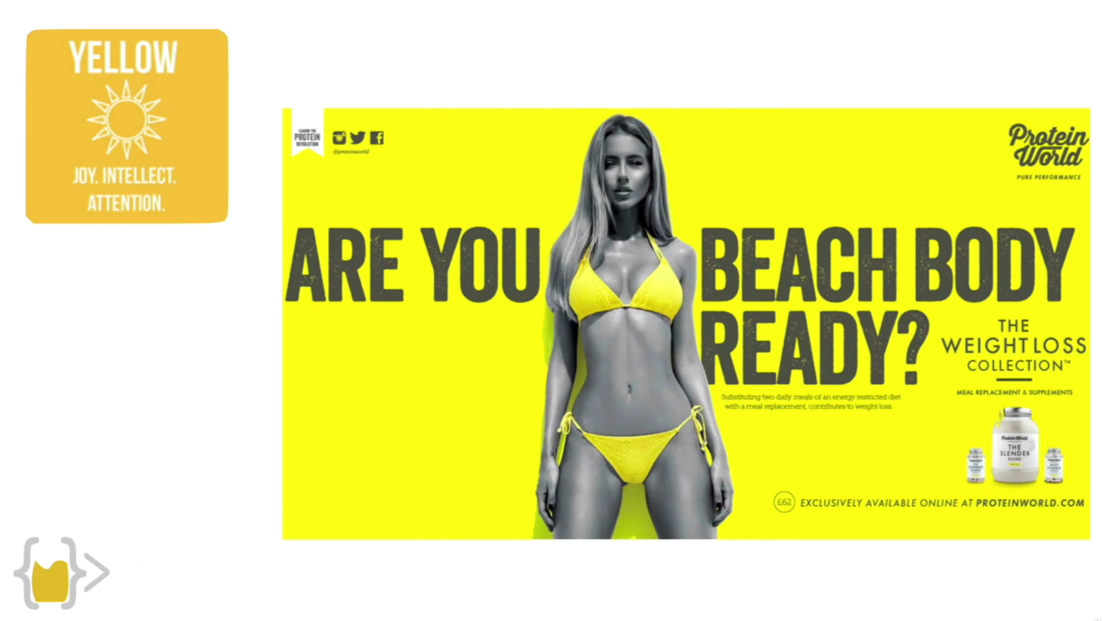 YELLOW
JOY. INTELLECT.
ATTENTION.
LEADING THE
PROTEIN
REVOLUTION
@proteinworld
Protein
World
PURE PERFORMANCE
ARE YOU BEACH BODY
READY?
THE
WEIGHT LOSS
COLLECTION™
MEAL REPLACEMENT & SUPPLEMENTS
Substituting two daily meals of an energy restricted diet
with a meal replacement, contributes to weight loss.
Protein World
THE
SLENDER
BLEND
£62 EXCLUSIVELY AVAILABLE ONLINE AT PROTEINWORLD.COM